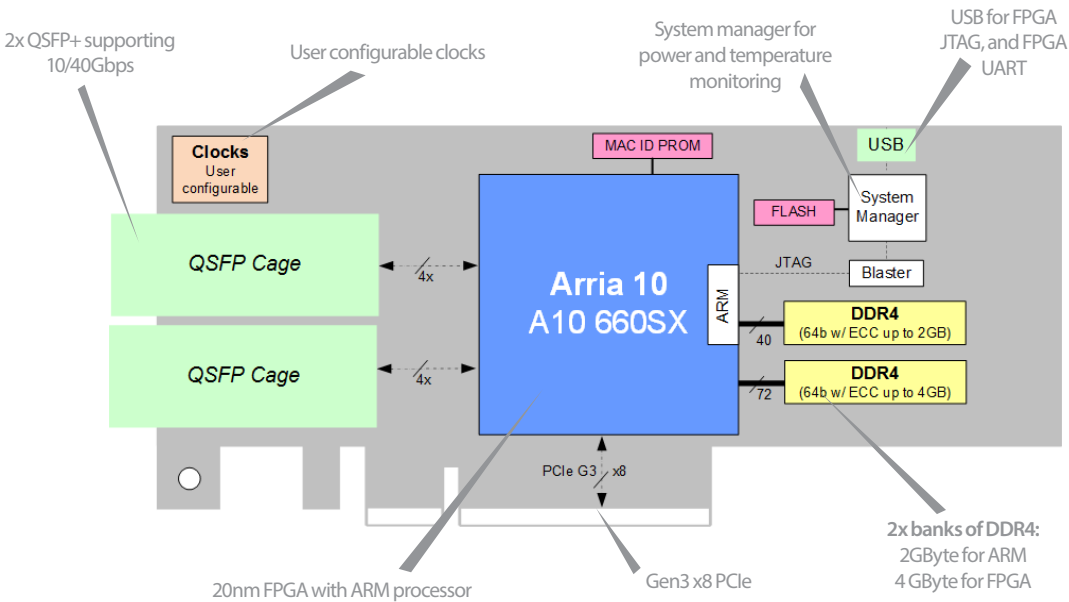 2x QSFP+ supporting
10/40Gbps
User configurable clocks
System manager for
power and temperature
monitoring
USB for FPGA
JTAG, and FPGA
UART
Clocks
User
configurable
MAC ID PROM
USB
FLASH
System
Manager
QSFP Cage
4x
Arria 10
A10 660SX
ARM
JTAG
Blaster
DDR4
(64b w/ ECC up to 2GB)
40
QSFP Cage
4x
DDR4
(64b w/ ECC up to 4GB)
72
PCIe G3 x8
2x banks of DDR4:
2GByte for ARM
4 GByte for FPGA
20nm FPGA with ARM processor
Gen3 x8 PCIe